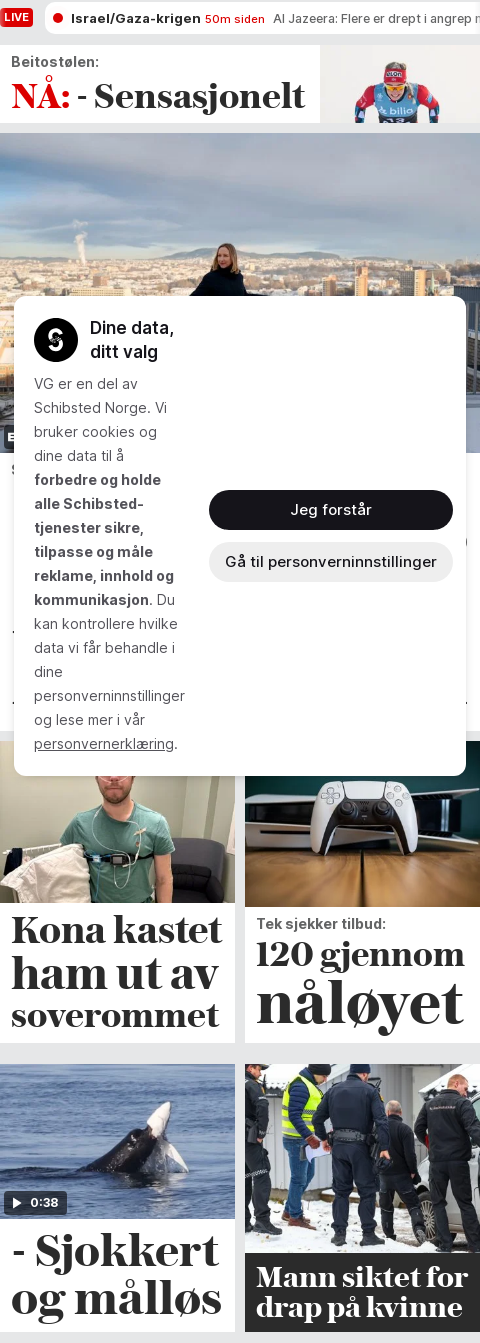 LIVE
Israel/Gaza-krigen 50m siden Al Jazeera: Flere er drept i angrep
Beitostølen:
NÅ: - Sensasjonelt
Dine data,
ditt valg
VG er en del av
Schibsted Norge. Vi
bruker cookies og
dine data til å
forbedre og holde
alle Schibsted-
tjenester sikre,
tilpasse og måle
reklame, innhold og
kommunikasjon. Du
kan kontrollere hvilke
data vi får behandle i
dine
personverninnstillinger
og lese mer i vår
personvernerklæring.
Jeg forstår
Gå til personverninnstillinger
Kona kastet
ham ut av
soverommet
Tek sjekker tilbud:
120 gjennom
nåløyet
0:38
- Sjokkert
og målløs
Mann siktet for
drap på kvinne